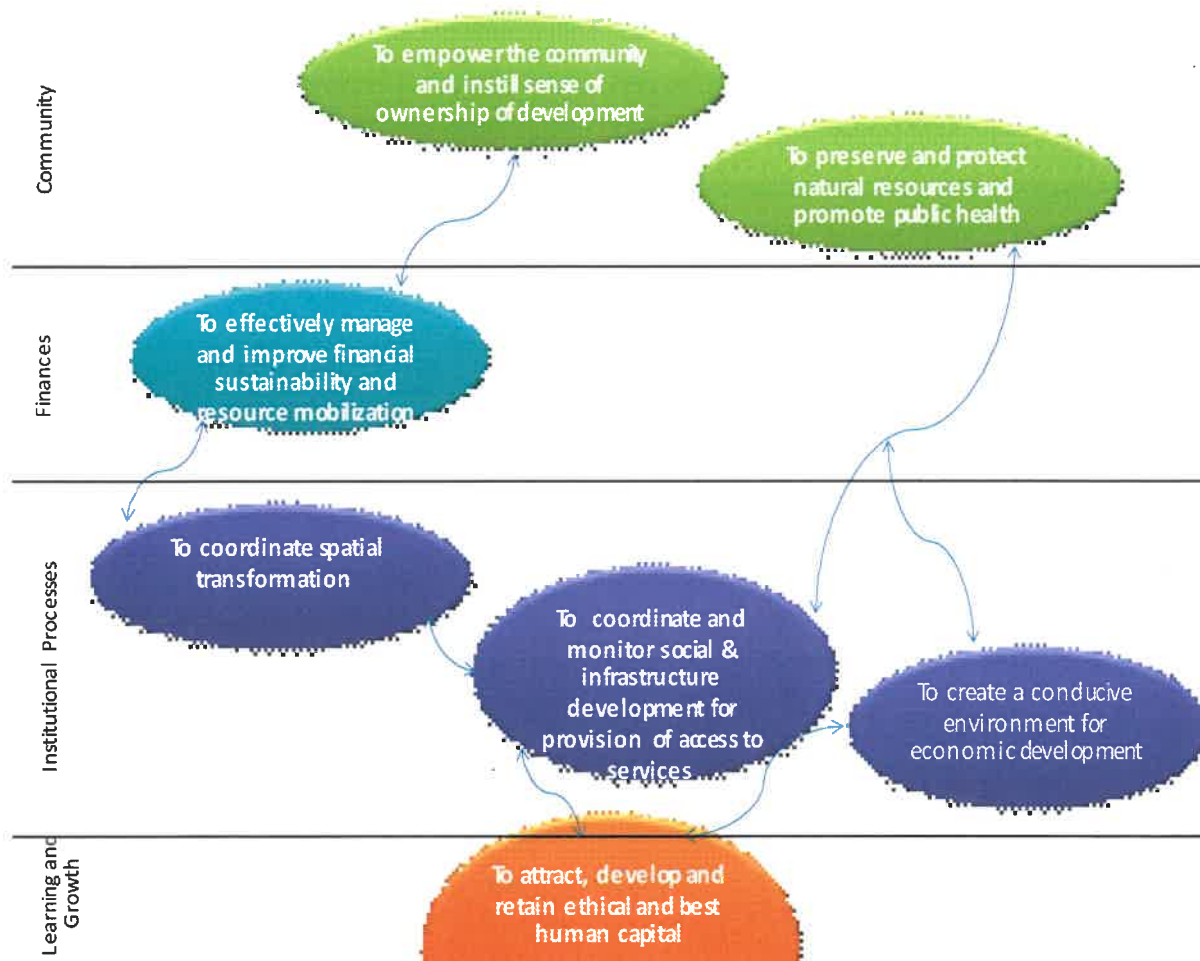 Community
To empower the community
and instill sense of
ownership of development
To preserve and protect
natural resources and
promote public health
Finances
To effectively manage
and improve financial
sustainability and
resource mobilization
Institutional Processes
To coordinate spatial
transformation
To coordinate and
monitor social &
infrastructure
development for
provision of access to
services
To create a conducive
environment for
economic development
Learning and
Growth
To attract, develop and
retain ethical and best
human capital